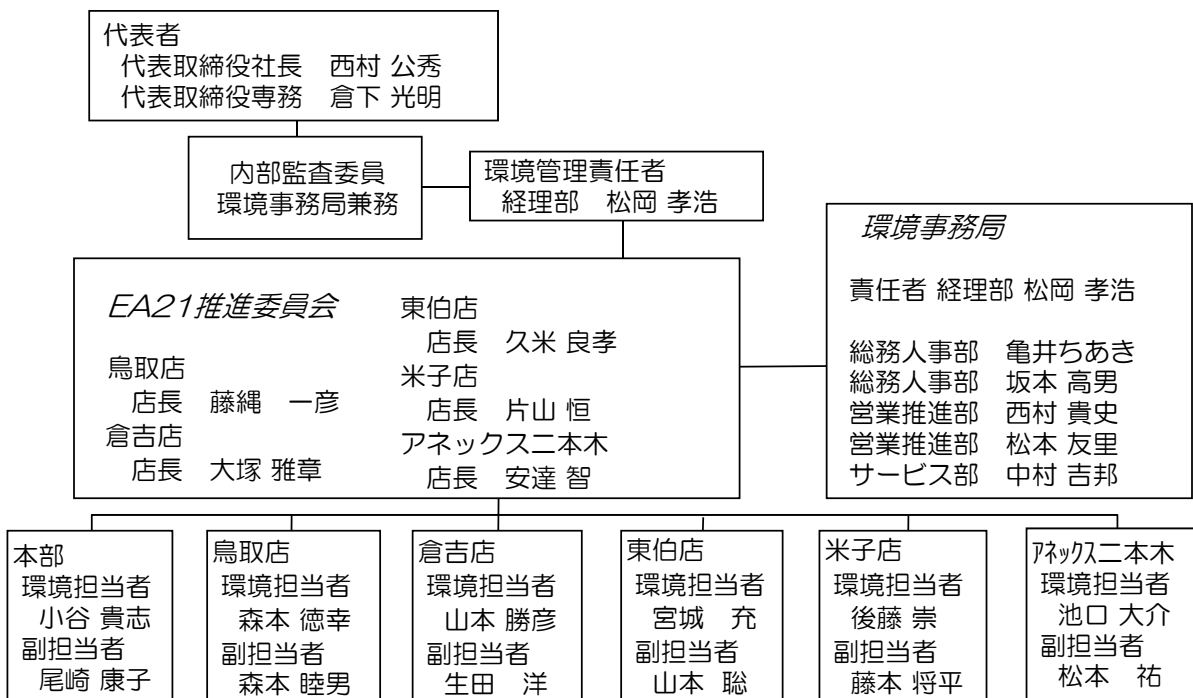 代表者
代表取締役社長　西村 公秀
代表取締役専務　倉下 光明
内部監査委員
環境事務局兼務
環境管理責任者
経理部　松岡 孝浩
EA21推進委員会
鳥取店
店長　藤縄　一彦
倉吉店
店長　大塚 雅章
東伯店
店長　久米 良孝
米子店
店長　片山 恒
アネックス二本木
店長　安達 智
環境事務局
責任者 経理部 松岡 孝浩
総務人事部　亀井ちあき
総務人事部　坂本 高男
営業推進部　西村 貴史
営業推進部　松本 友里
サービス部　中村 吉邦
本部
環境担当者
小谷 貴志
副担当者
尾崎 康子
鳥取店
環境担当者
森本 徳幸
副担当者
森本 睦男
倉吉店
環境担当者
山本 勝彦
副担当者
生田　洋
東伯店
環境担当者
宮城　充
副担当者
山本 聡
米子店
環境担当者
後藤 崇
副担当者
藤本 将平
ｱﾈｯｸｽ二本木
環境担当者
池口 大介
副担当者
松本　祐